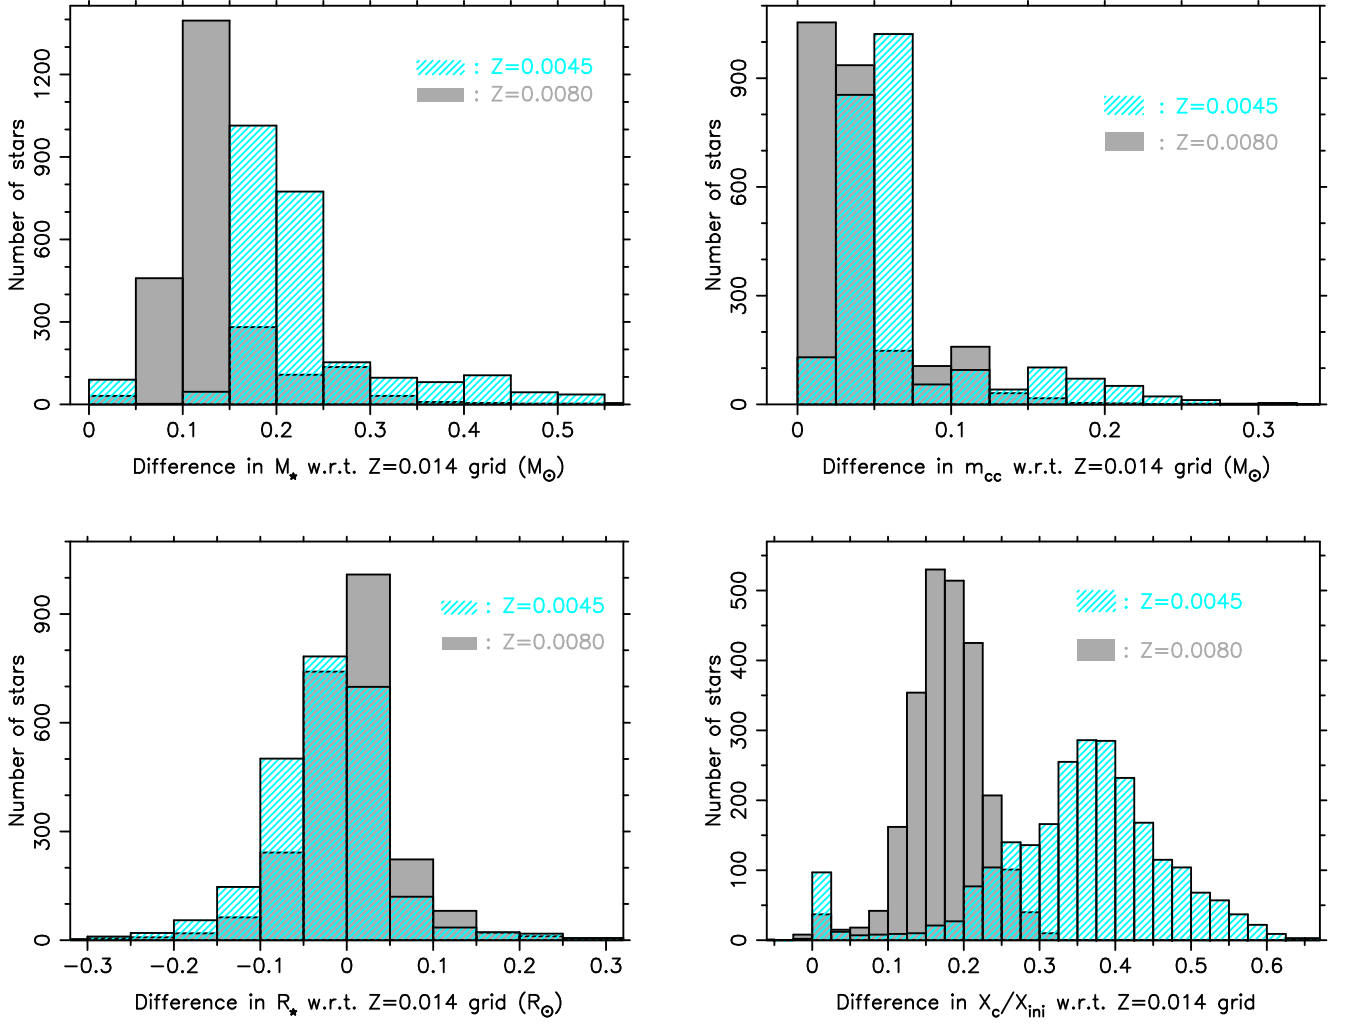 Number of stars
1200
900
600
300
0
: Z=0.0045
: Z=0.0080
0 0.1 0.2 0.3 0.4 0.5
Difference in M* w.r.t. Z=0.014 grid (M⊙)
Number of stars
900
600
300
0
: Z=0.0045
: Z=0.0080
0 0.1 0.2 0.3
Difference in mcc w.r.t. Z=0.014 grid (M⊙)
Number of stars
900
600
300
0
: Z=0.0045
: Z=0.0080
−0.3 −0.2 −0.1 0 0.1 0.2 0.3
Difference in R* w.r.t. Z=0.014 grid (R⊙)
Number of stars
500
400
300
200
100
0
: Z=0.0045
: Z=0.0080
0 0.1 0.2 0.3 0.4 0.5 0.6
Difference in Xc/Xini w.r.t. Z=0.014 grid